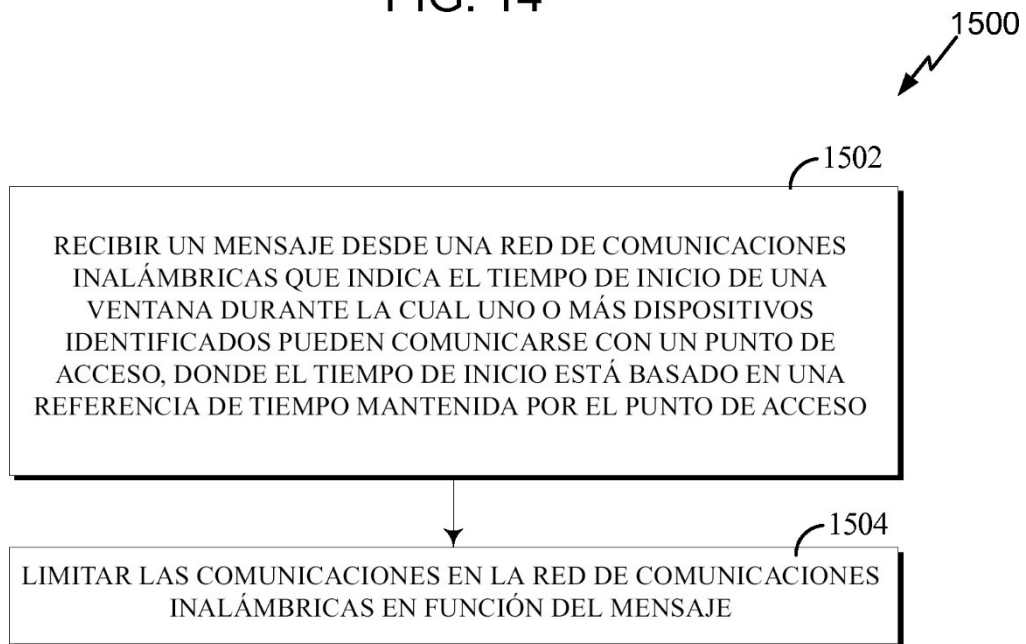 FIG. 14
1500
1502
RECIBIR UN MENSAJE DESDE UNA RED DE COMUNICACIONES
INALÁMBRICAS QUE INDICA EL TIEMPO DE INICIO DE UNA
VENTANA DURANTE LA CUAL UNO O MÁS DISPOSITIVOS
IDENTIFICADOS PUEDEN COMUNICARSE CON UN PUNTO DE
ACCESO, DONDE EL TIEMPO DE INICIO ESTÁ BASADO EN UNA
REFERENCIA DE TIEMPO MANTENIDA POR EL PUNTO DE ACCESO
1504
LIMITAR LAS COMUNICACIONES EN LA RED DE COMUNICACIONES
INALÁMBRICAS EN FUNCIÓN DEL MENSAJE